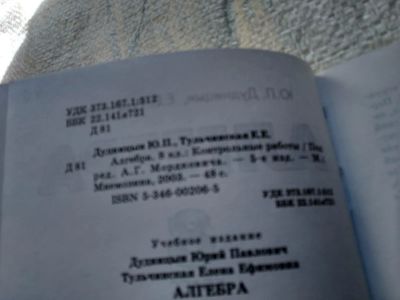 УДК 373.167.1:512
ББК 22.141я721
Д 81
Дудницын Ю.П., Тульчинская Е.Е.
Д 81 Алгебра. 8 кл.: Контрольные работы / Под
ред. А.Г. Мордковича. — 5-е изд. — М.:
Мнемозина, 2003. — 48 с.
ISBN 5-346-00206-5
УДК 373.167.1:512
ББК 22.141я721
Учебное издание
Дудницын Юрий Павлович
Тульчинская Елена Ефимовна
АЛГЕБРА